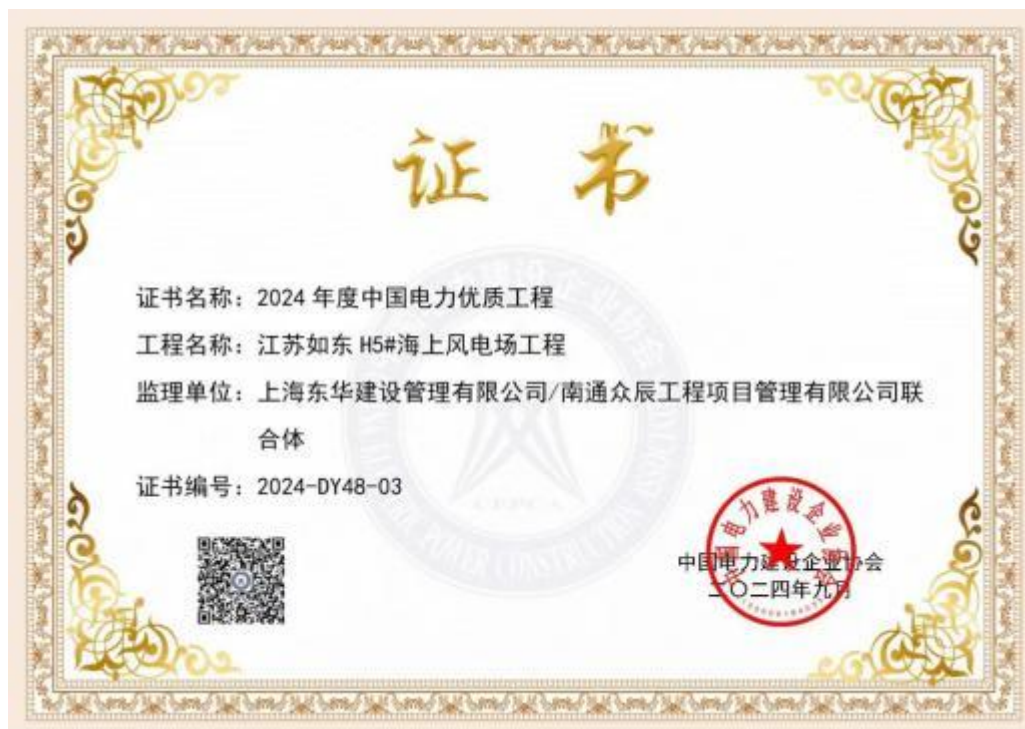 证书
证书名称：2024 年度中国电力优质工程
工程名称：江苏如东 H5#海上风电场工程
监理单位：上海东华建设管理有限公司/南通众辰工程项目管理有限公司联
合体
证书编号：2024-DY48-03
中国电力建设企业协会
二〇二四年九月